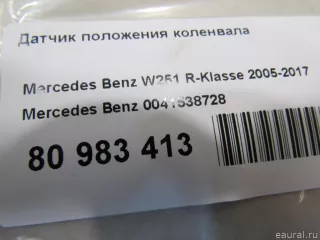 Датчик положения коленвала
Mercedes Benz W251 R-Klasse 2005-2017
Mercedes Benz 0041538728
80 983 413
eaural.ru